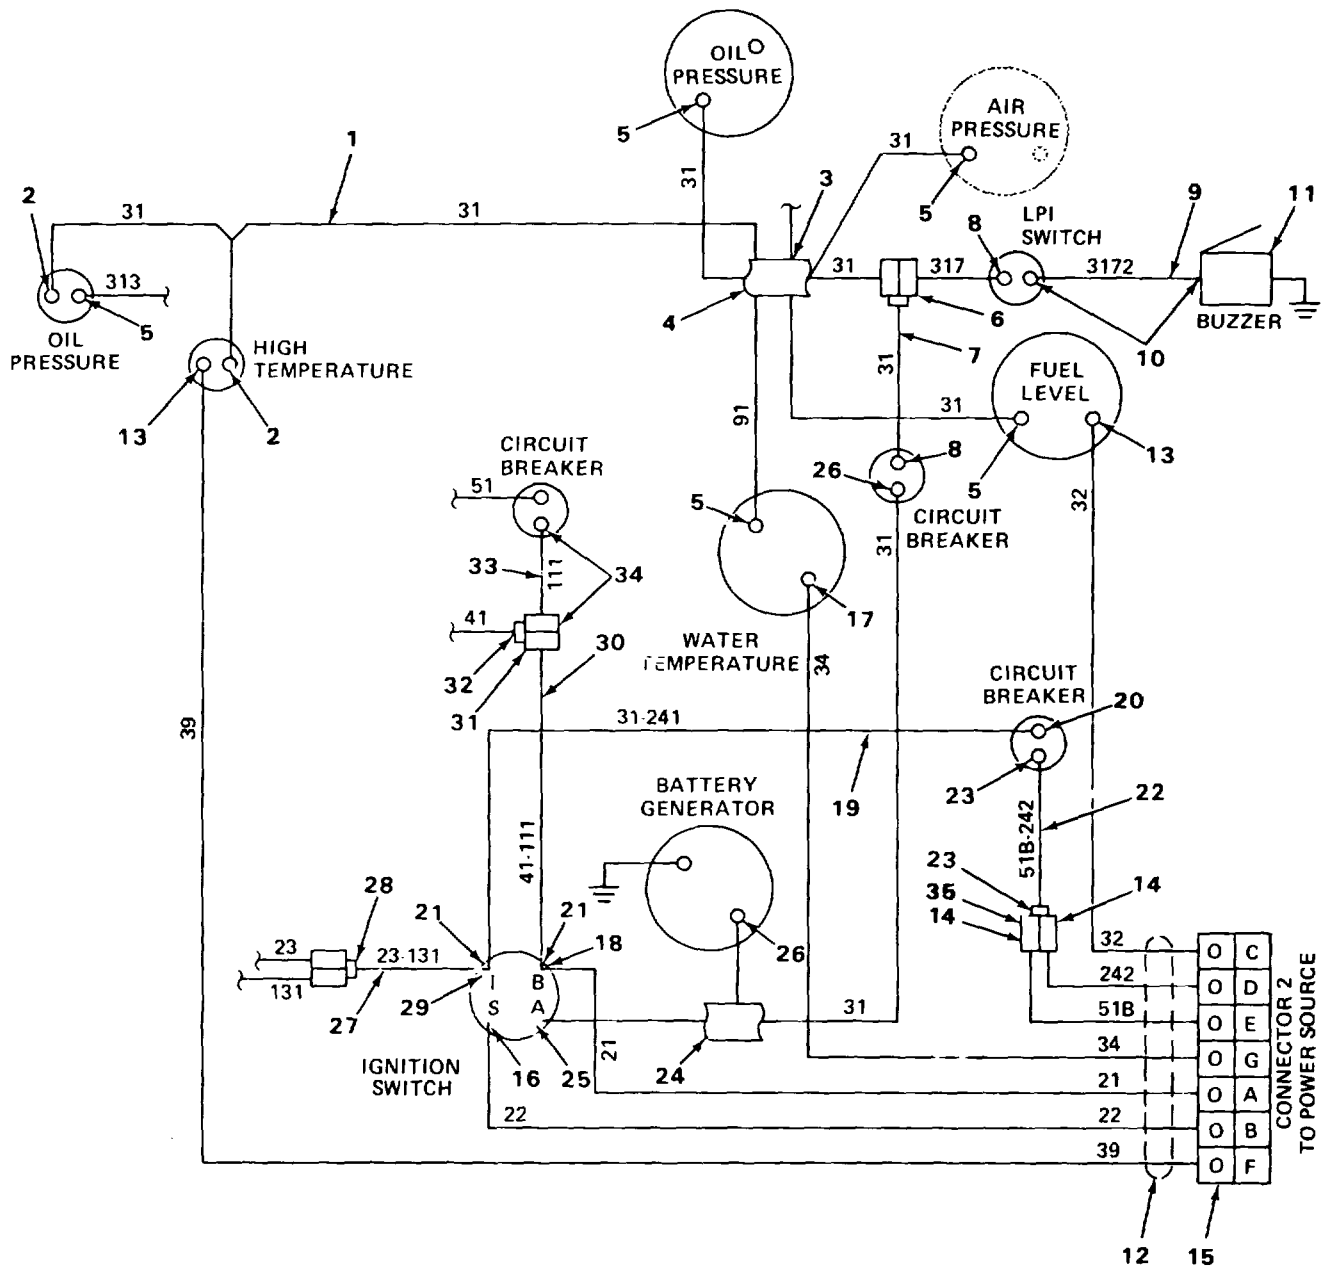 OIL
PRESSURE
5
31
AIR
PRESSURE
31
5
1
2
31
31
3
LPI
SWITCH
8
9
11
313
5
OIL
PRESSURE
4
31
317
3172
6
BUZZER
10
HIGH
TEMPERATURE
13
2
7
31
FUEL
LEVEL
31
5
13
91
32
CIRCUIT
BREAKER
51
8
26
CIRCUIT
BREAKER
31
5
17
WATER
TEMPERATURE
34
33
111
34
41
32
31
30
39
31-241
19
CIRCUIT
BREAKER
20
23
22
51B-242
23
35
14
14
BATTERY
GENERATOR
26
41-111
28
23
23-131
131
27
21
21
18
29
I
B
S
A
IGNITION
SWITCH
16
25
21
24
31
22
32
242
51B
34
21
22
39
O C
O D
O E
O G
O A
O B
O F
CONNECTOR 2
TO POWER SOURCE
12
15